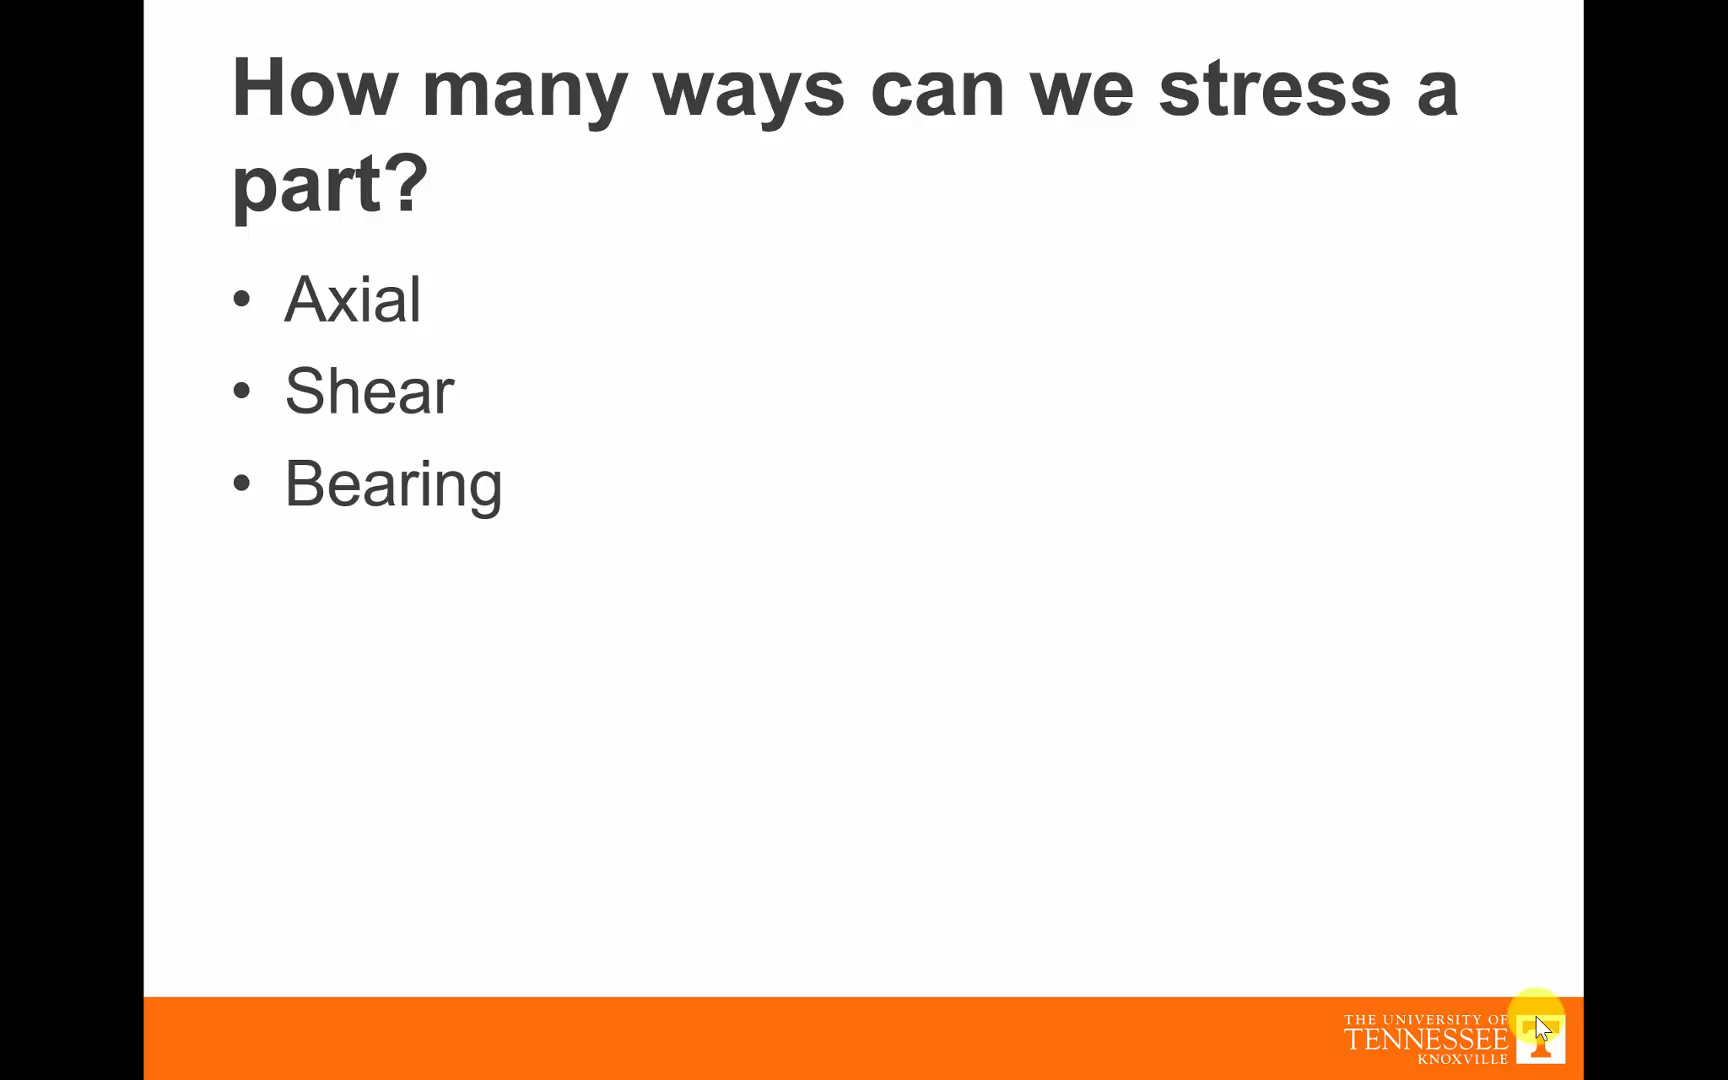 How many ways can we stress a
part?
• Axial
• Shear
• Bearing
THE UNIVERSITY OF
TENNESSEE
KNOXVILLE
T